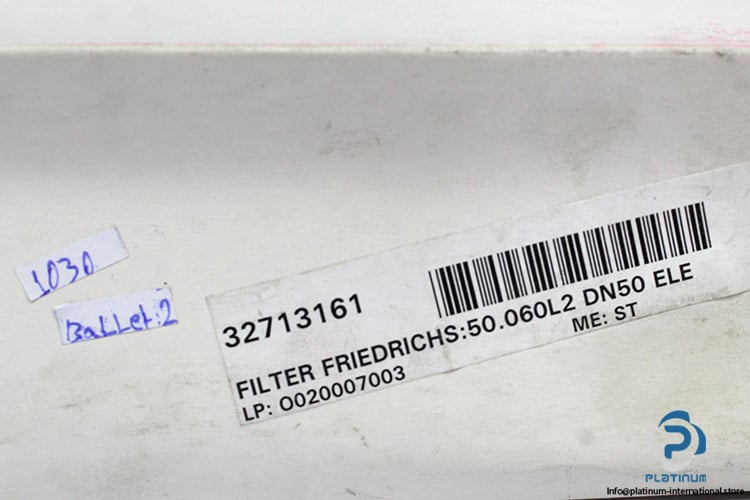 1030
Ballet:2
32713161
FILTER FRIEDRICHS:50.060L2 DN50 ELE
LP: O020007003
ME: ST
PLATINUM
Info@platinum-international.store